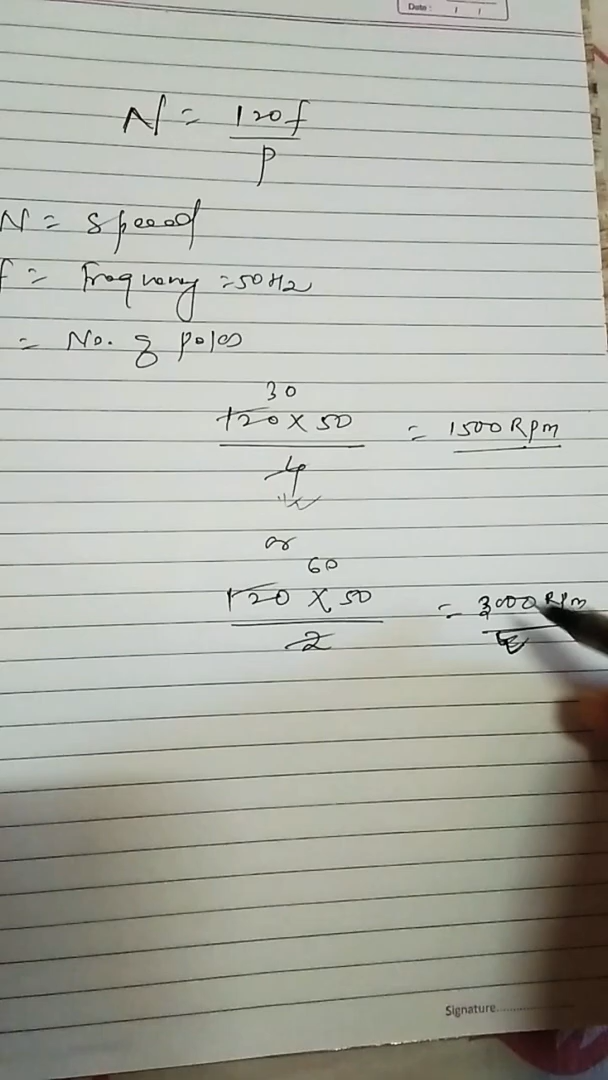 Date: / /
N = 120f
P
N = Speed
f = Frequency = 50Hz
= No. of poles
30
120 x 50 = 1500 Rpm
4
or
60
120 x 50 = 3000 Rpm
2
Signature..............